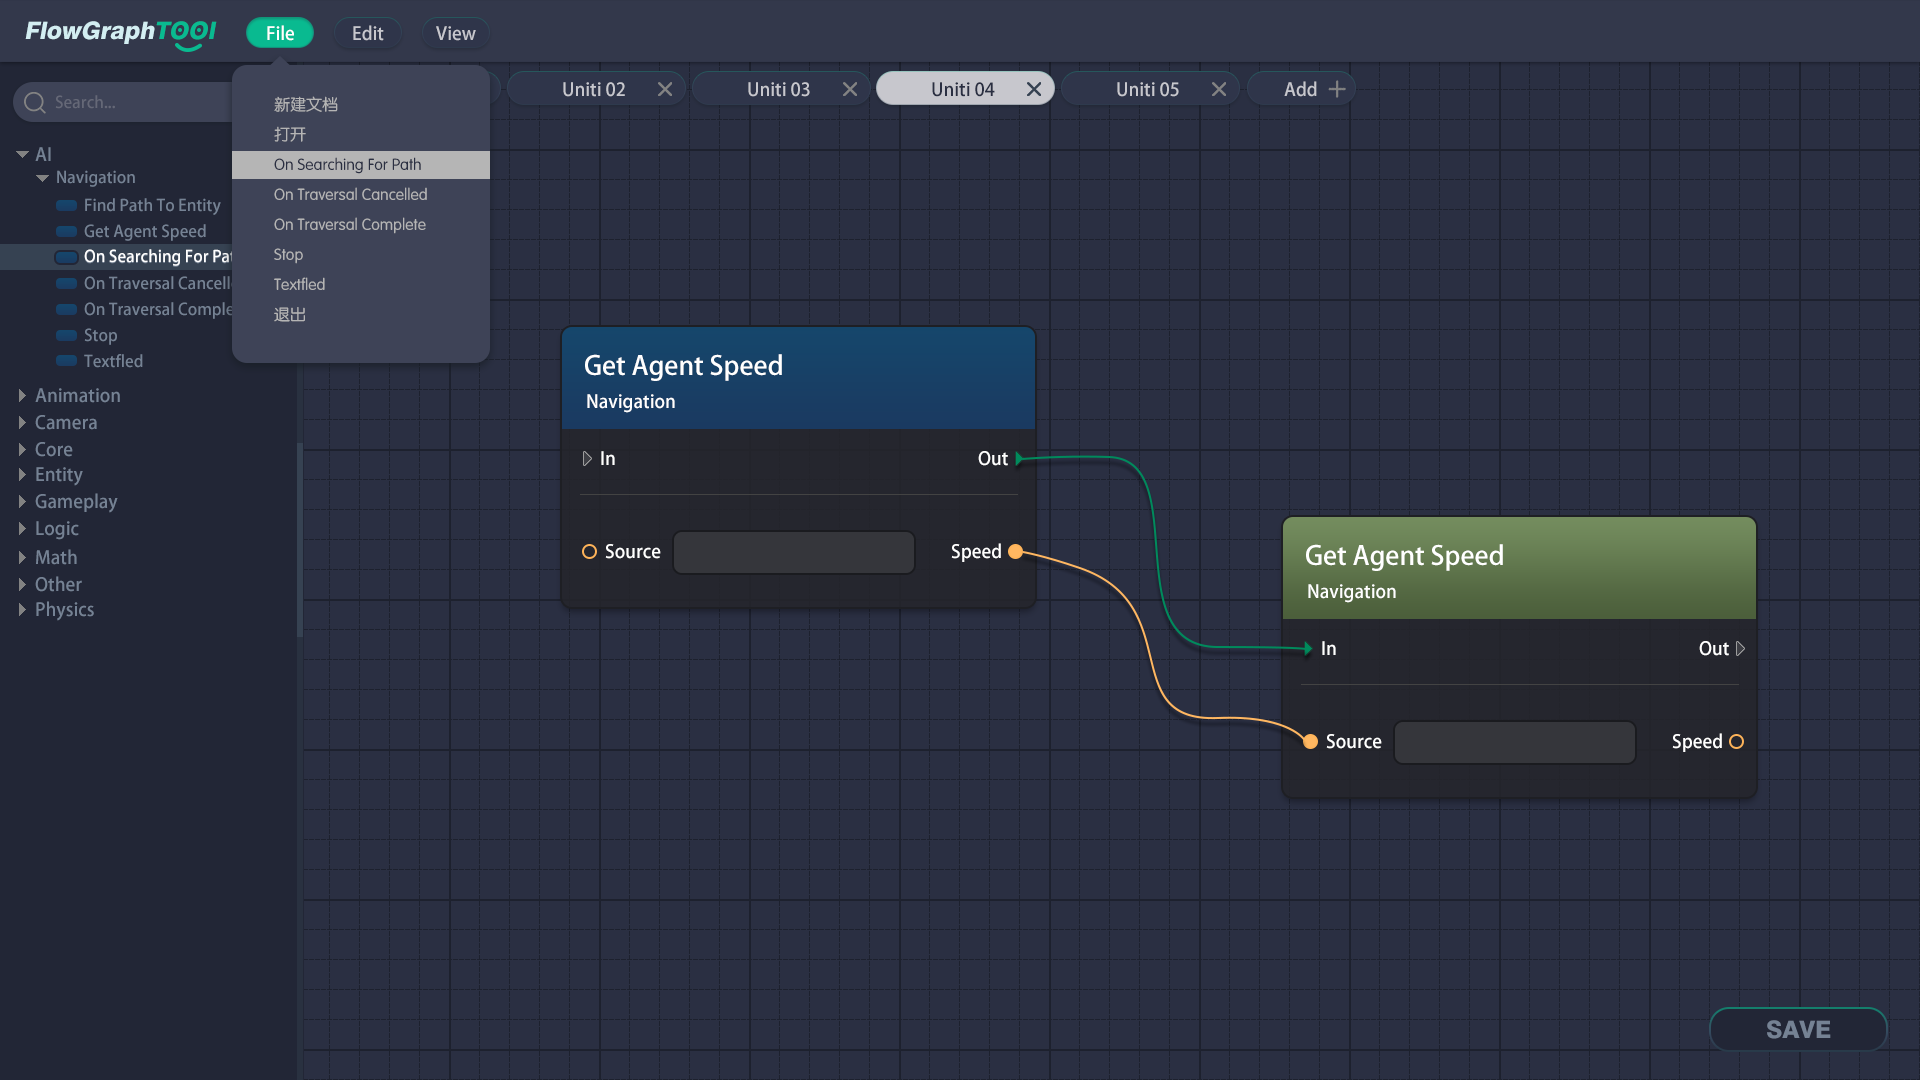 FlowGraphTOOl
File
Edit
View
Search...
新建文档
打开
On Searching For Path
On Traversal Cancelled
On Traversal Complete
Stop
Textfled
退出
Uniti 02
Uniti 03
Uniti 04
Uniti 05
Add
AI
Navigation
Find Path To Entity
Get Agent Speed
On Searching For Pat
On Traversal Cancell
On Traversal Comple
Stop
Textfled
Animation
Camera
Core
Entity
Gameplay
Logic
Math
Other
Physics
Get Agent Speed
Navigation
In
Out
Source
Speed
Get Agent Speed
Navigation
In
Out
Source
Speed
SAVE